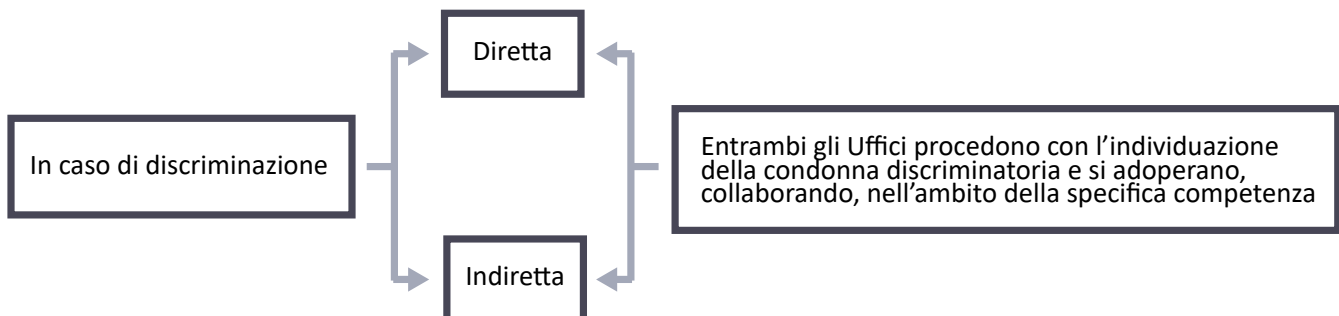 Diretta
In caso di discriminazione
Entrambi gli Uffici procedono con l’individuazione
della condonna discriminatoria e si adoperano,
collaborando, nell’ambito della specifica competenza
Indiretta